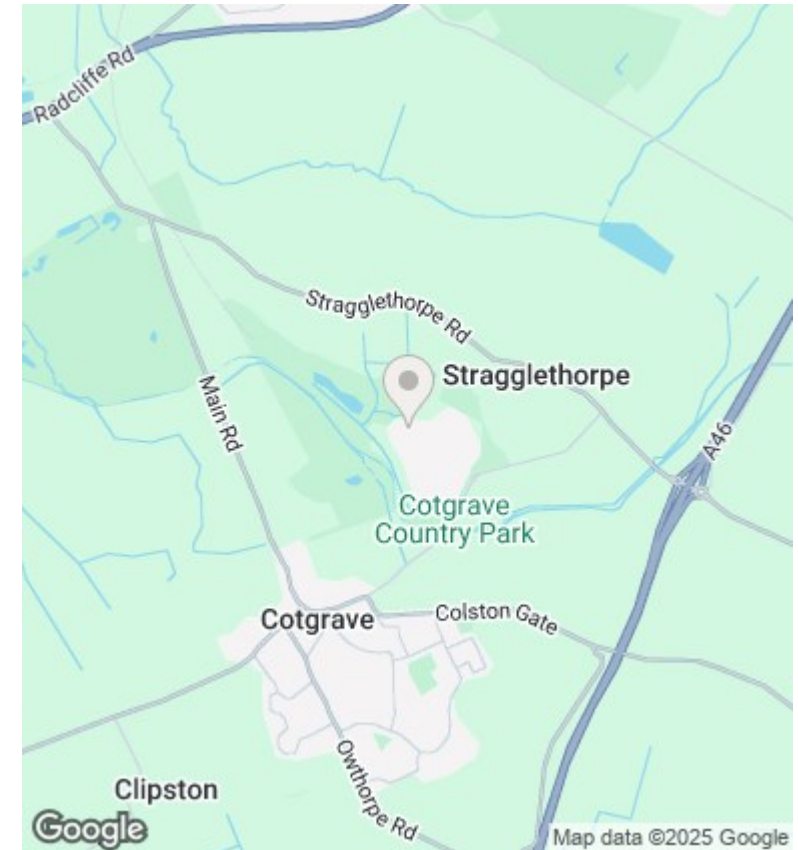 Radcliffe Rd
Stragglethorpe Rd
Stragglethorpe
Main Rd
A46
Cotgrave
Country Park
Cotgrave
Colston Gate
Owthorpe Rd
Clipston
Google
Map data ©2025 Google